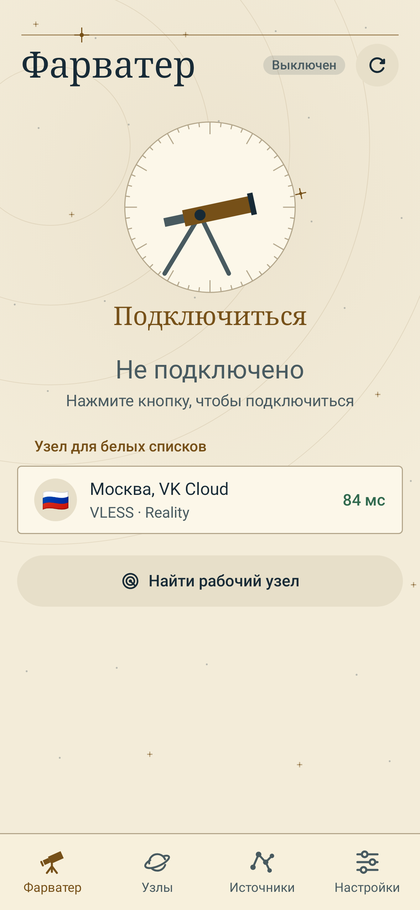 Фарватер
Выключен
Подключиться
Не подключено
Нажмите кнопку, чтобы подключиться
Узел для белых списков
Москва, VK Cloud
VLESS · Reality
84 мс
Найти рабочий узел
Фарватер
Узлы
Источники
Настройки